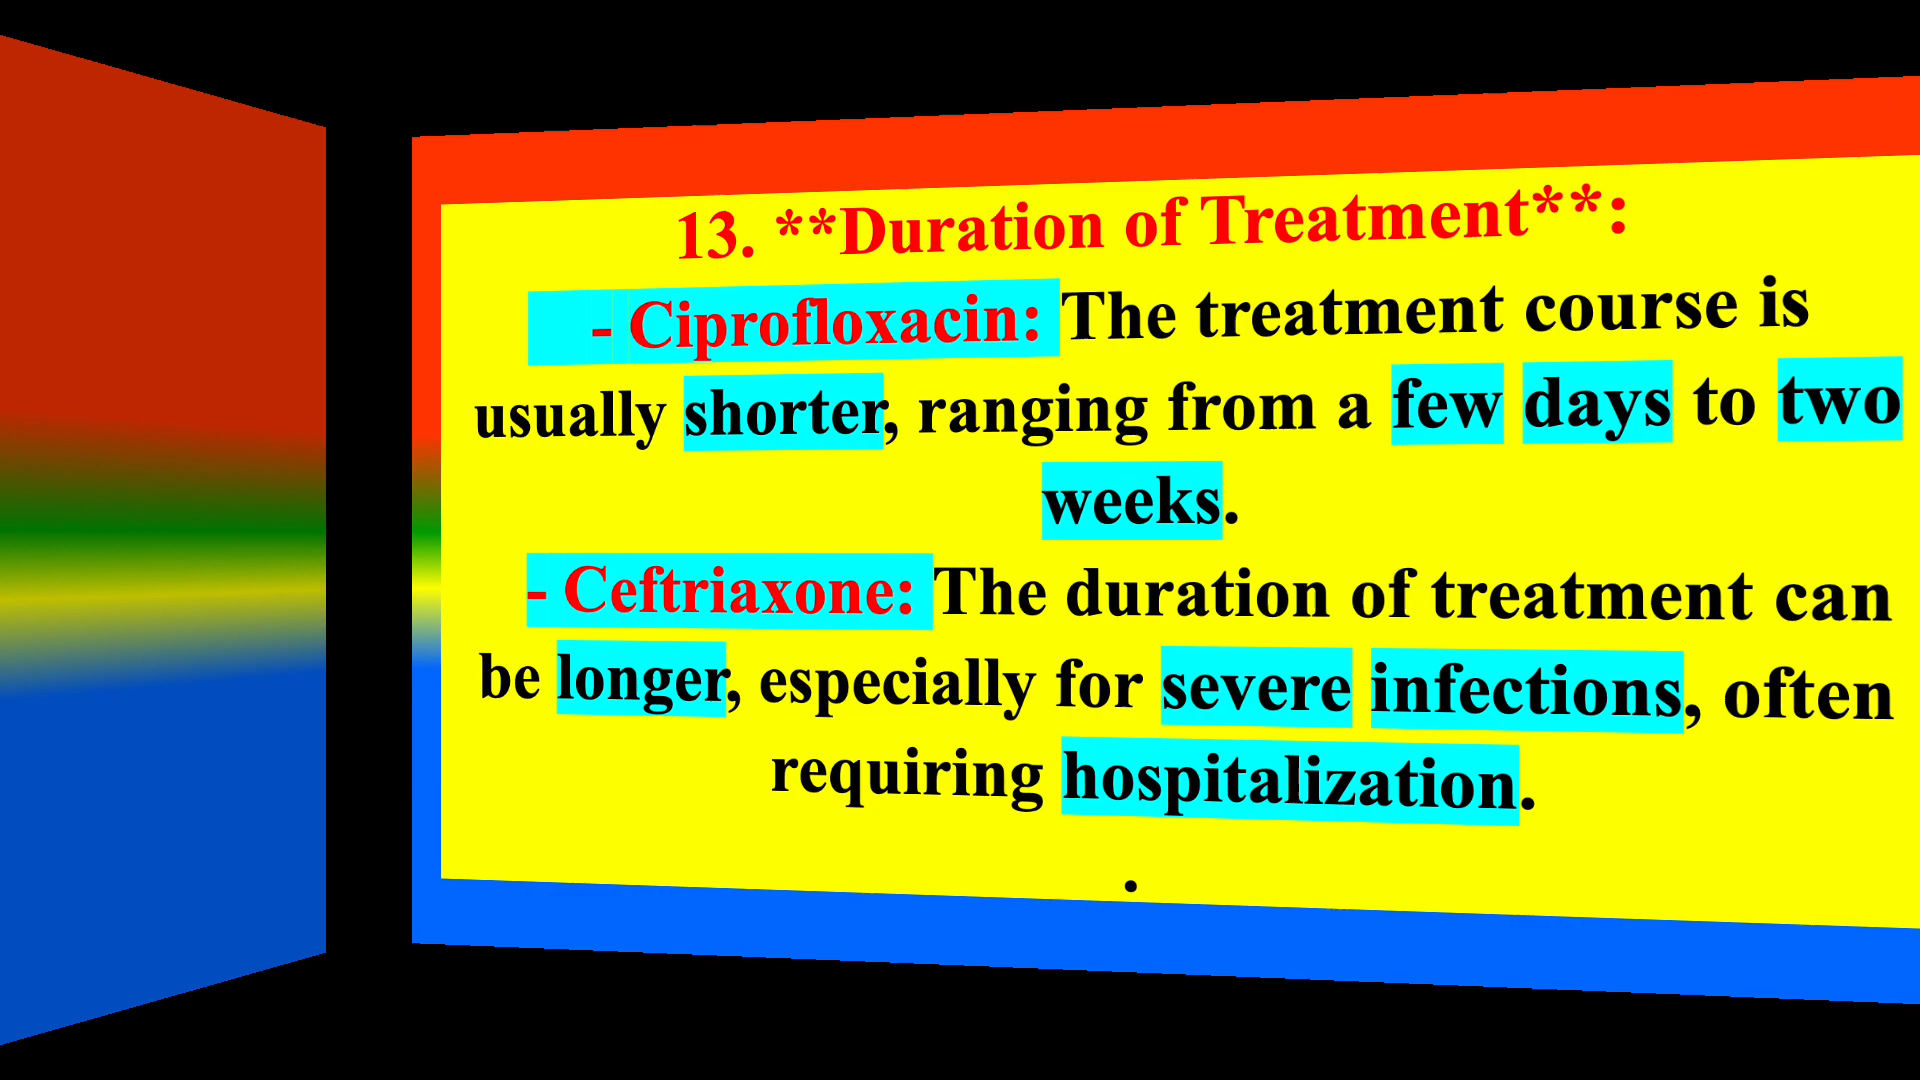 13. **Duration of Treatment**:
- Ciprofloxacin: The treatment course is
usually shorter, ranging from a few days to two
weeks.
- Ceftriaxone: The duration of treatment can
be longer, especially for severe infections, often
requiring hospitalization.
.